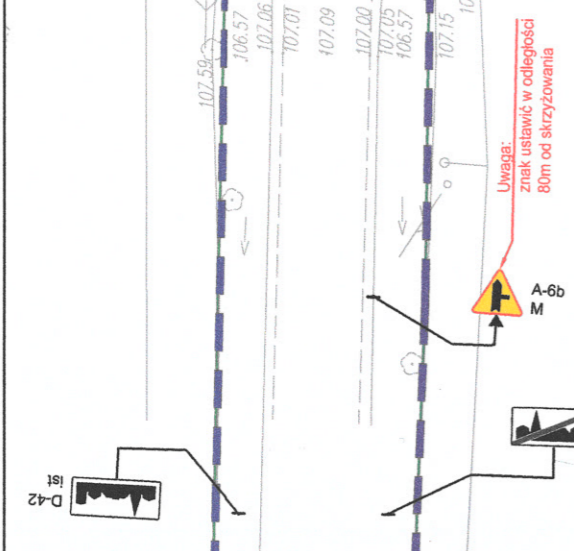 107.59
106.57
107.06
107.01
107.09
107.00
107.05
106.57
107.15
Uwaga:
znak ustawić w odległości
80m od skrzyżowania
A-6b
M
D-42
ist